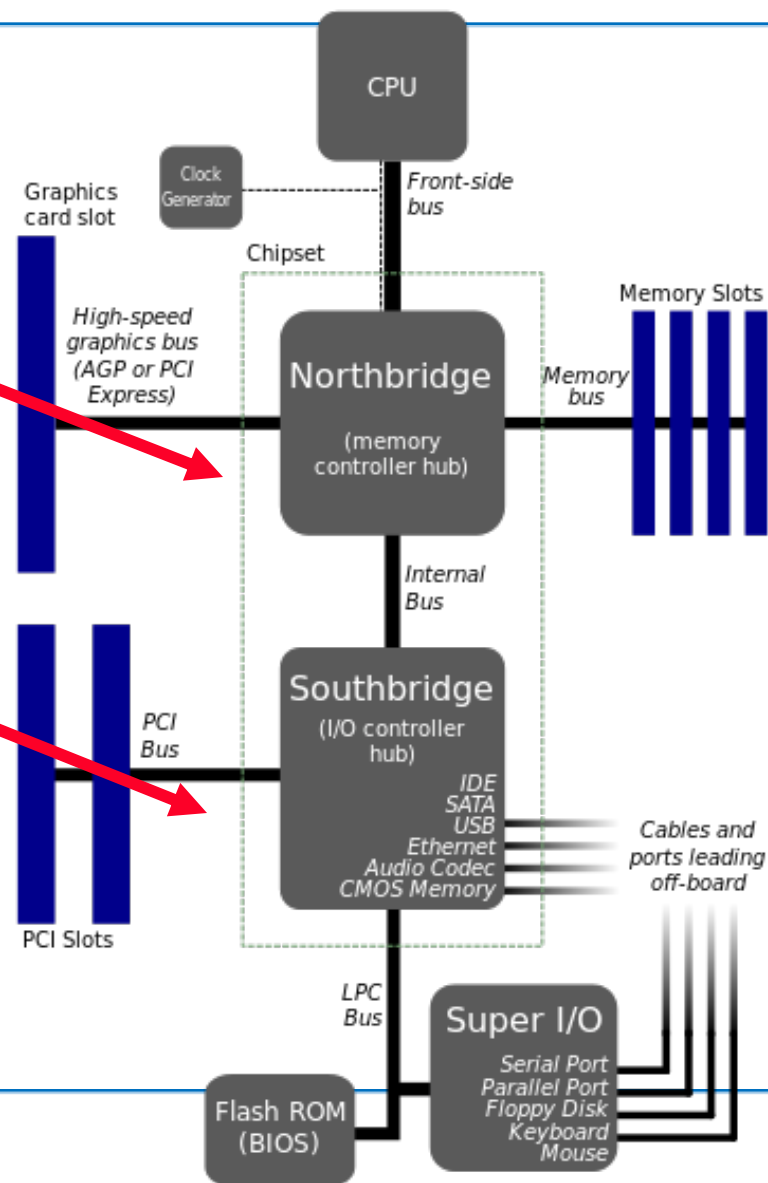 CPU
Clock
Generator
Front-side
bus
Graphics
card slot
Chipset
Memory Slots
High-speed
graphics bus
(AGP or PCI
Express)
Northbridge
(memory
controller hub)
Memory
bus
Internal
Bus
Southbridge
(I/O controller
hub)
PCI
Bus
IDE
SATA
USB
Ethernet
Audio Codec
CMOS Memory
Cables and
ports leading
off-board
PCI Slots
LPC
Bus
Super I/O
Serial Port
Parallel Port
Floppy Disk
Keyboard
Mouse
Flash ROM
(BIOS)